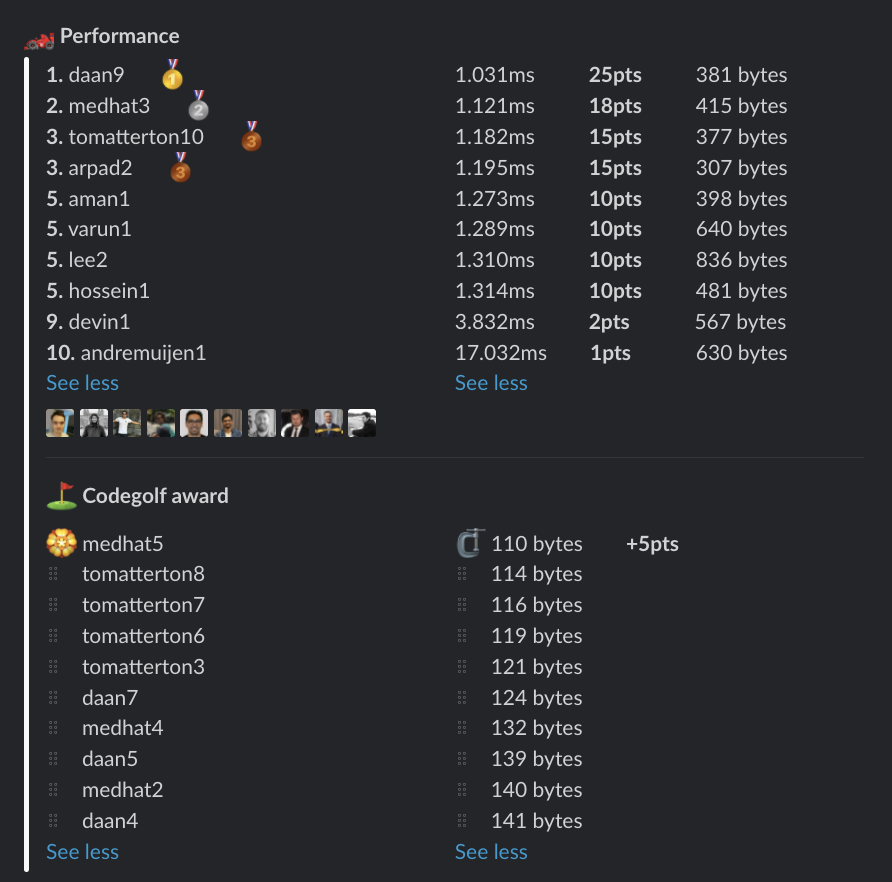 Performance
1. daan9 1.031ms 25pts 381 bytes
2. medhat3 1.121ms 18pts 415 bytes
3. tomatterton10 1.182ms 15pts 377 bytes
3. arpad2 1.195ms 15pts 307 bytes
5. aman1 1.273ms 10pts 398 bytes
5. varun1 1.289ms 10pts 640 bytes
5. lee2 1.310ms 10pts 836 bytes
5. hossein1 1.314ms 10pts 481 bytes
9. devin1 3.832ms 2pts 567 bytes
10. andremuijen1 17.032ms 1pts 630 bytes
See less See less
Codegolf award
medhat5 110 bytes +5pts
tomatterton8 114 bytes
tomatterton7 116 bytes
tomatterton6 119 bytes
tomatterton3 121 bytes
daan7 124 bytes
medhat4 132 bytes
daan5 139 bytes
medhat2 140 bytes
daan4 141 bytes
See less See less